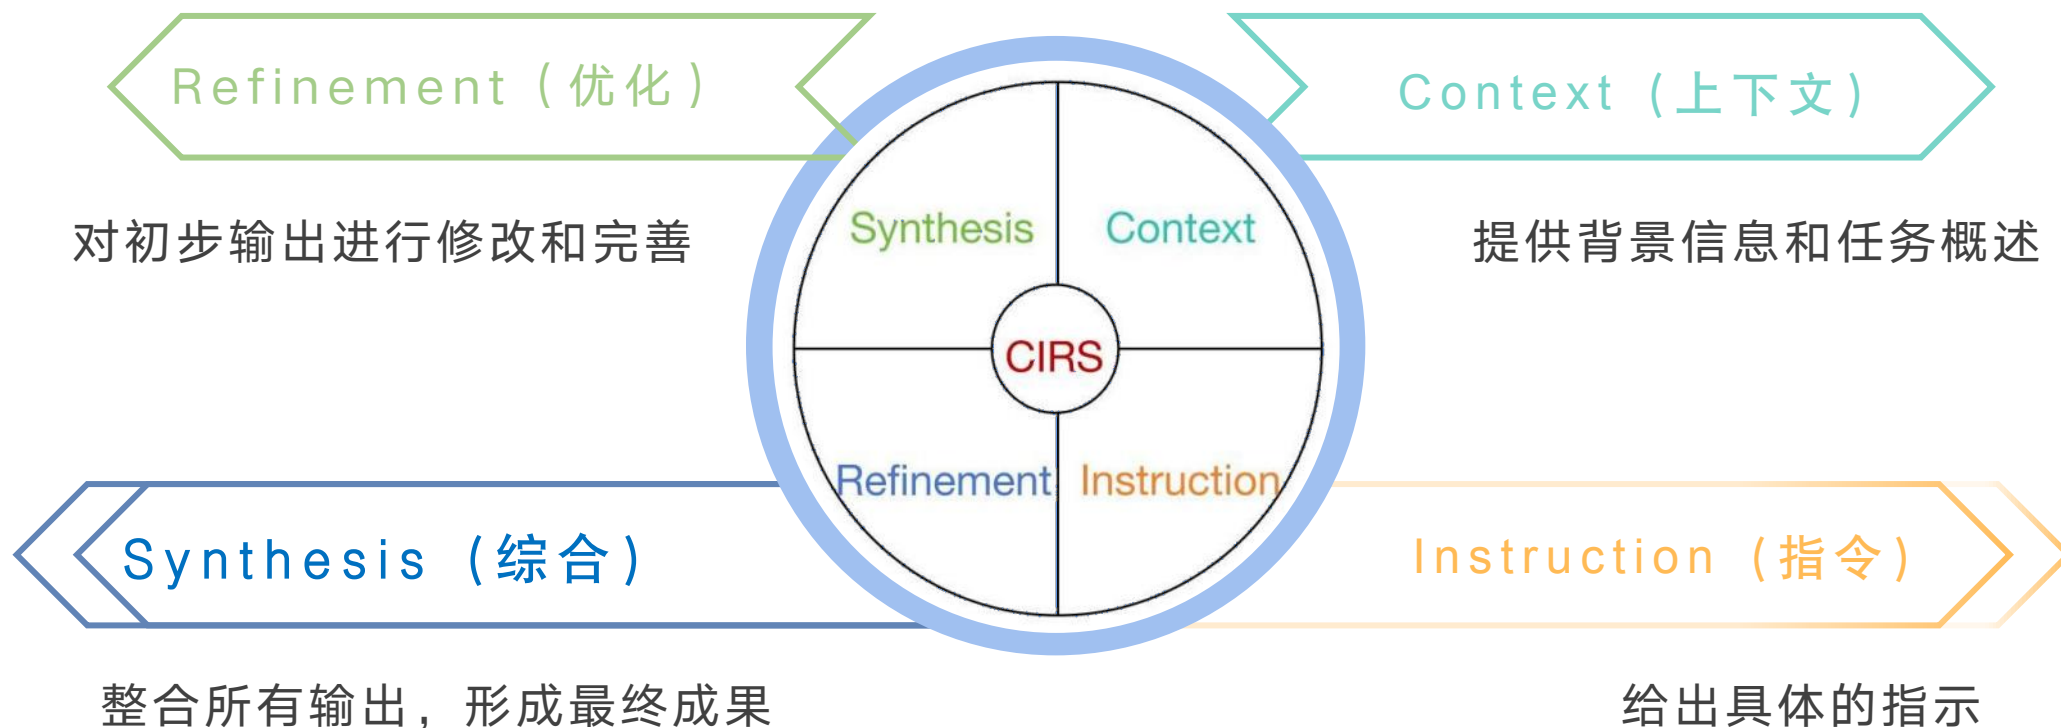 Refinement（优化）
Context（上下文）
对初步输出进行修改和完善
提供背景信息和任务概述
Synthesis
Context
CIRS
Refinement
Instruction
Synthesis（综合）
Instruction（指令）
整合所有输出，形成最终成果
给出具体的指示